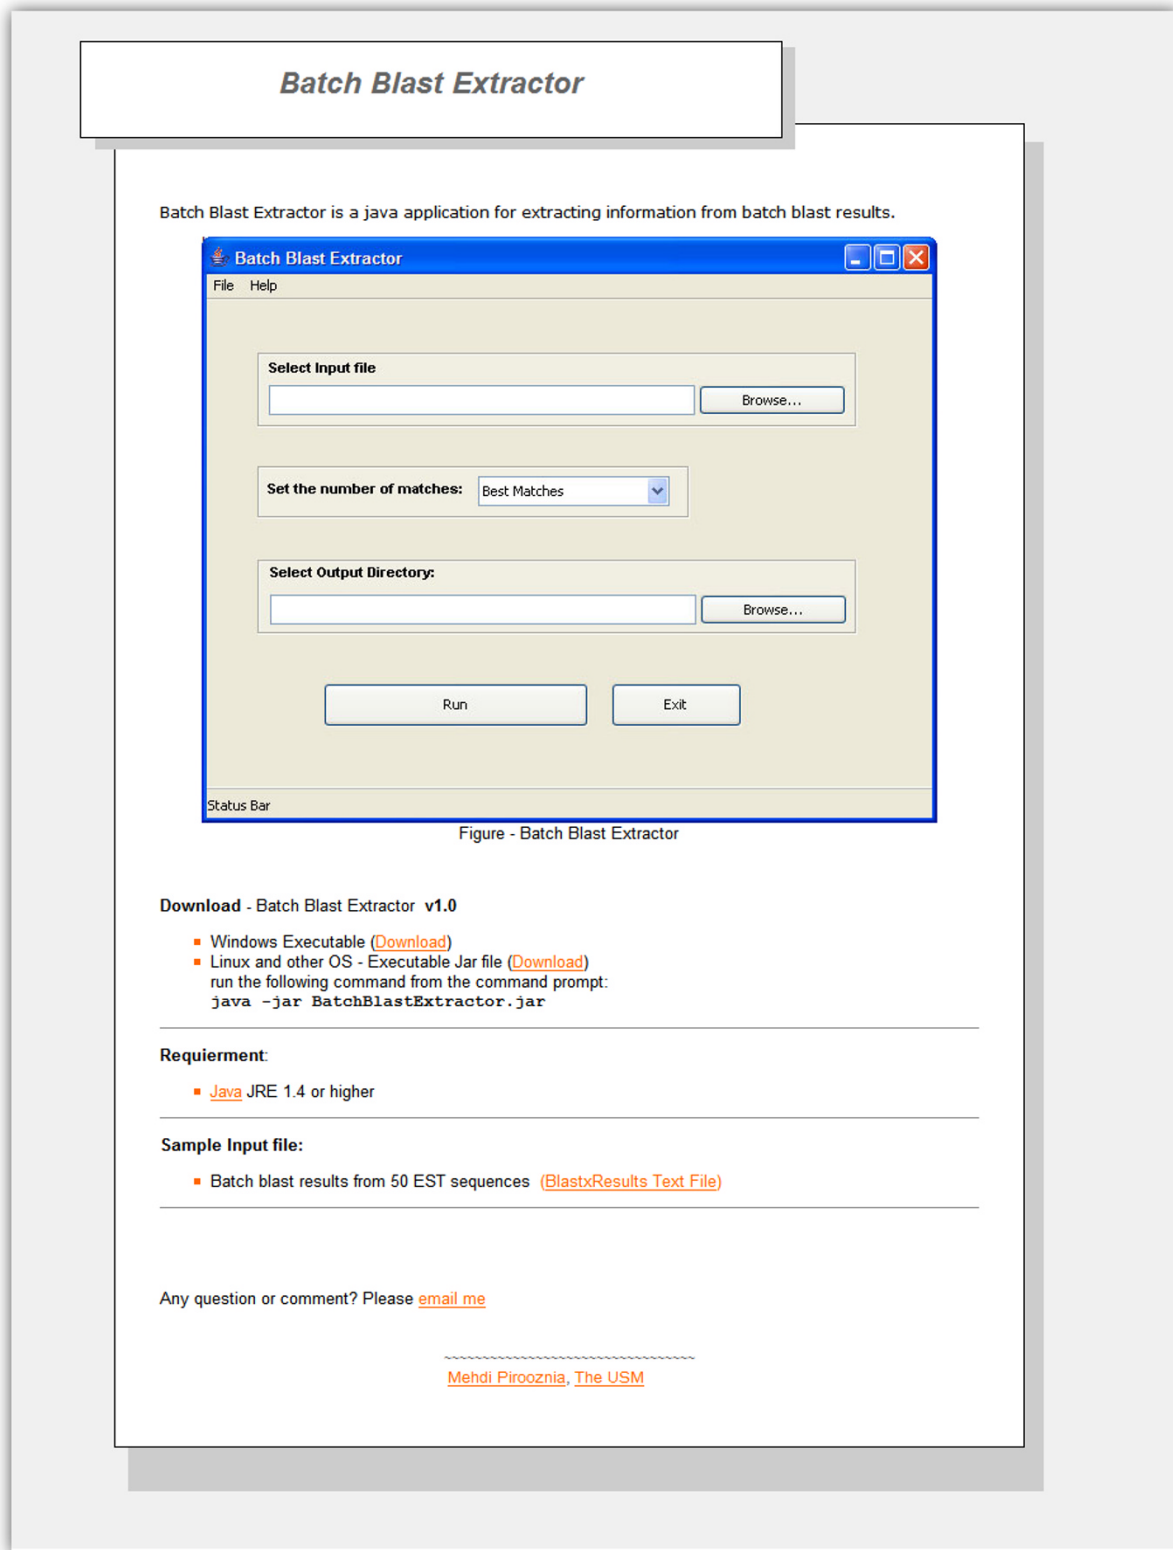 Batch Blast Extractor
Batch Blast Extractor is a java application for extracting information from batch blast results.
Batch Blast Extractor
File Help
Select Input file
Browse...
Set the number of matches: Best Matches
Select Output Directory:
Browse...
Run Exit
Status Bar
Figure - Batch Blast Extractor
Download - Batch Blast Extractor v1.0
Windows Executable (Download)
Linux and other OS - Executable Jar file (Download)
run the following command from the command prompt:
java -jar BatchBlastExtractor.jar
Requierment:
Java JRE 1.4 or higher
Sample Input file:
Batch blast results from 50 EST sequences (BlastxResults Text File)
Any question or comment? Please email me
~~~~~~~~~~~~~~~~~~~~~~~~~~~~~~~~~
Mehdi Pirooznia, The USM